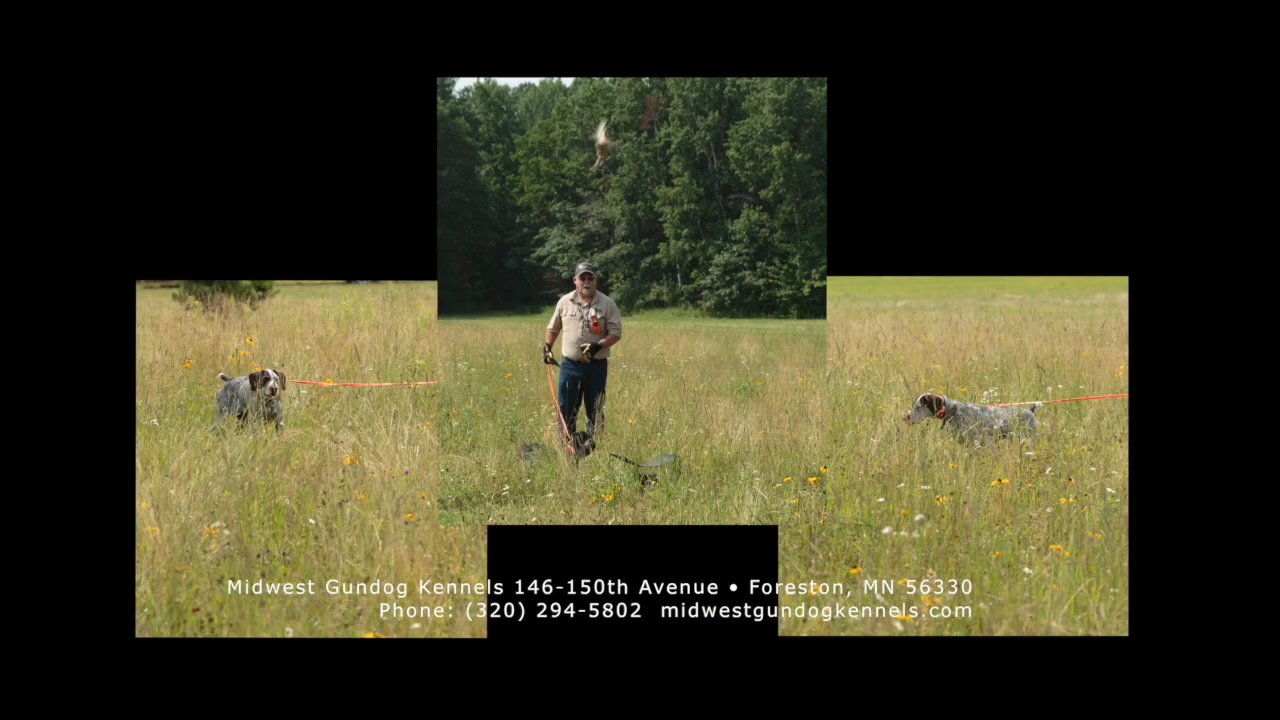 Midwest Gundog Kennels 146-150th Avenue • Foreston, MN 56330
Phone: (320) 294-5802 midwestgundogkennels.com